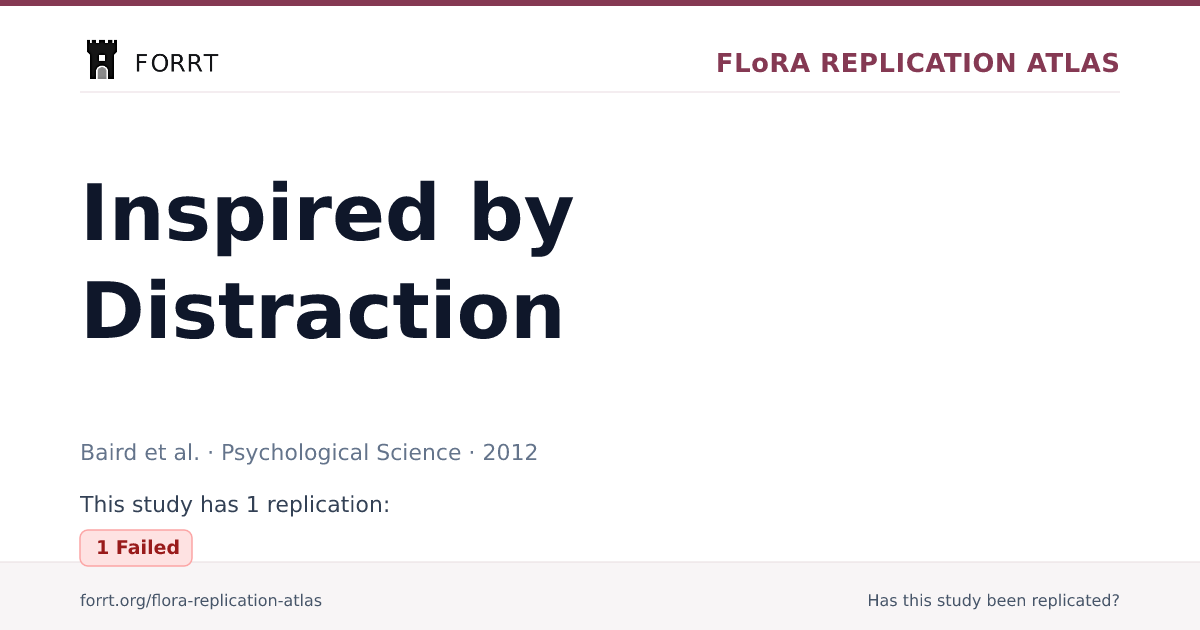 FORRT
FLoRA REPLICATION ATLAS
Inspired by
Distraction
Baird et al. · Psychological Science · 2012
This study has 1 replication:
1 Failed
forrt.org/flora-replication-atlas
Has this study been replicated?